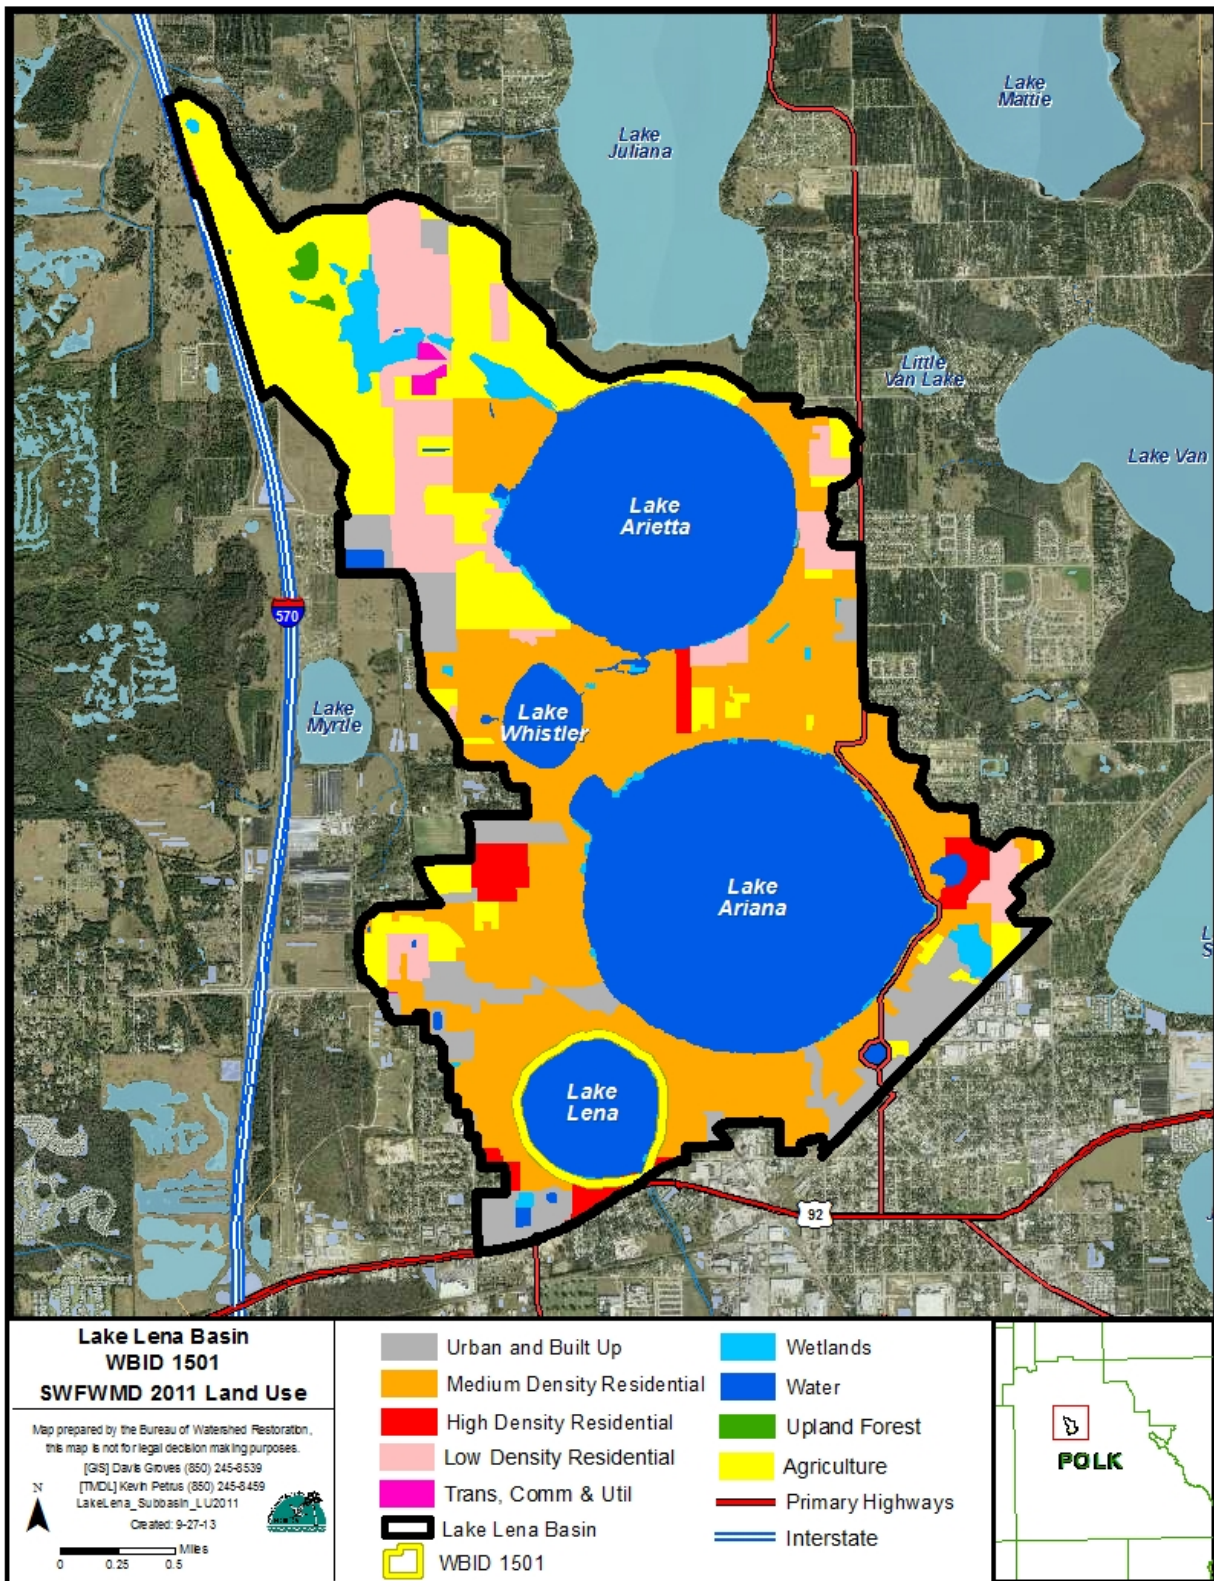 Lake
Mattie
Lake
Juliana
Little
Van Lake
Lake Van
Lake
Arietta
570
Lake
Myrtle
Lake
Whistler
Lake
Ariana
L
S
Lake
Lena
92
J
Lake Lena Basin
WBID 1501
SWFWMD 2011 Land Use
Map prepared by the Bureau of Watershed Restoration,
this map is not for legal decision making purposes.
[GIS] Davis Groves (850) 245-8539
[TMDL] Kevin Petrus (850) 245-8459
LakeLena_Subbasin_LU2011
Created: 9-27-13
N
Miles
0 0.25 0.5
Urban and Built Up
Medium Density Residential
High Density Residential
Low Density Residential
Trans, Comm & Util
Lake Lena Basin
WBID 1501
Wetlands
Water
Upland Forest
Agriculture
Primary Highways
Interstate
POLK